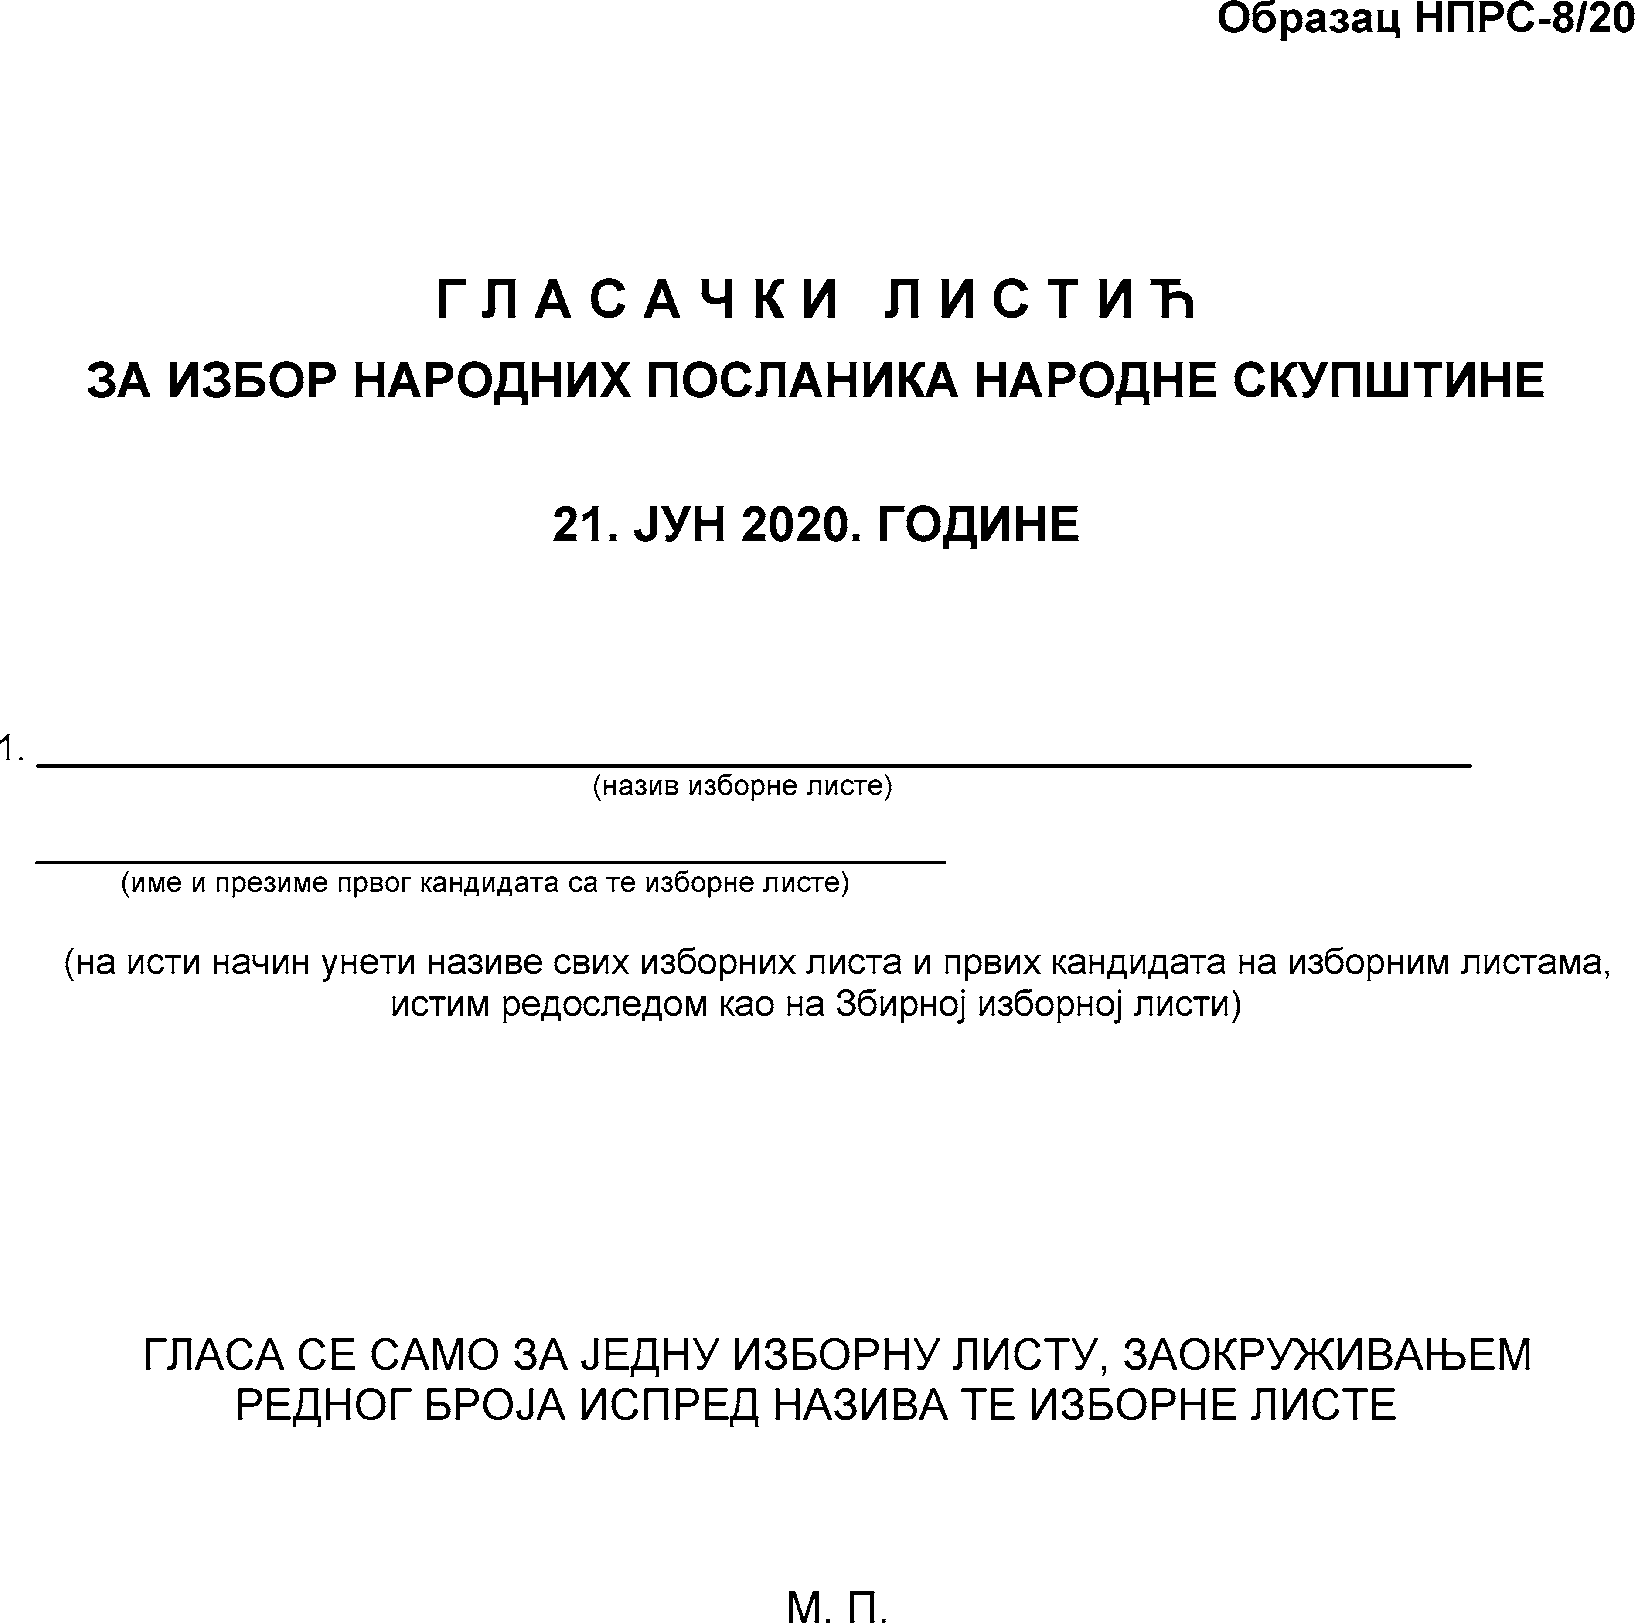 Образац НПРС-8/20
Г Л А С А Ч К И Л И С Т И Ћ
ЗА ИЗБОР НАРОДНИХ ПОСЛАНИКА НАРОДНЕ СКУПШТИНЕ
21. ЈУН 2020. ГОДИНЕ
1.
(назив изборне листе)
(име и презиме првог кандидата са те изборне листе)
(на исти начин унети називе свих изборних листа и првих кандидата на изборним листама,
истим редоследом као на Збирној изборној листи)
ГЛАСА СЕ САМО ЗА ЈЕДНУ ИЗБОРНУ ЛИСТУ, ЗАОКРУЖИВАЊЕМ
РЕДНОГ БРОЈА ИСПРЕД НАЗИВА ТЕ ИЗБОРНЕ ЛИСТЕ
М. П.